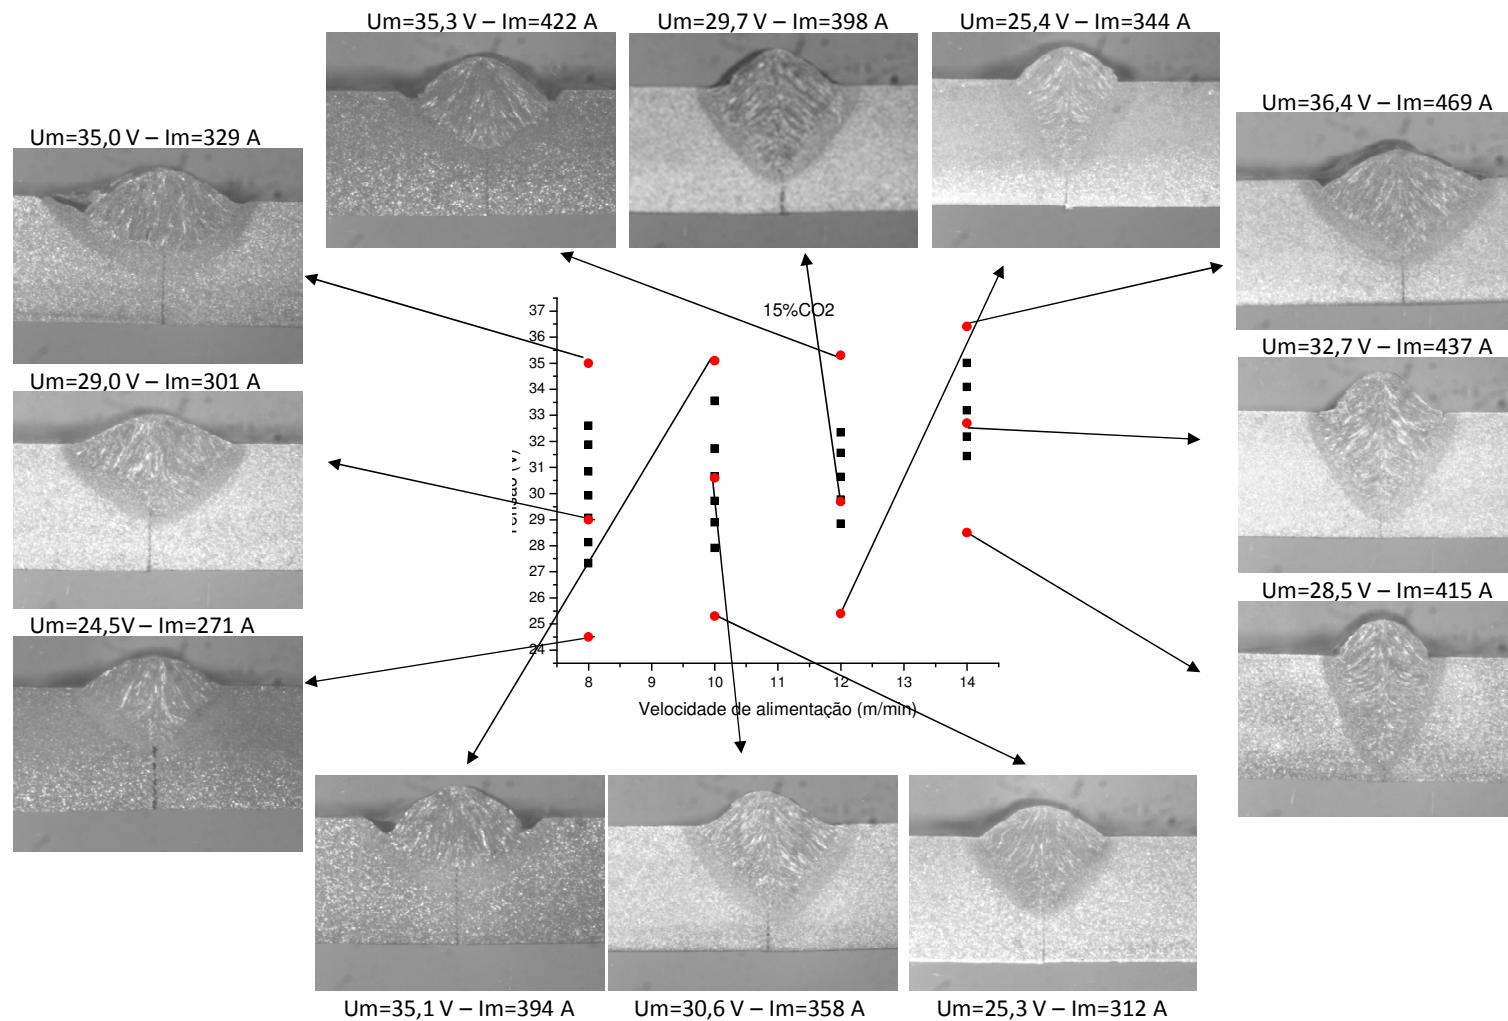 Um=35,3 V – Im=422 A
Um=29,7 V – Im=398 A
Um=25,4 V – Im=344 A
Um=36,4 V – Im=469 A
Um=35,0 V – Im=329 A
Um=32,7 V – Im=437 A
Um=29,0 V – Im=301 A
Um=28,5 V – Im=415 A
Um=24,5V – Im=271 A
15%CO2
37
36
35
34
33
32
31
30
29
28
27
26
25
24
Tensão (V)
8 9 10 11 12 13 14
Velocidade de alimentação (m/min)
Um=35,1 V – Im=394 A
Um=30,6 V – Im=358 A
Um=25,3 V – Im=312 A